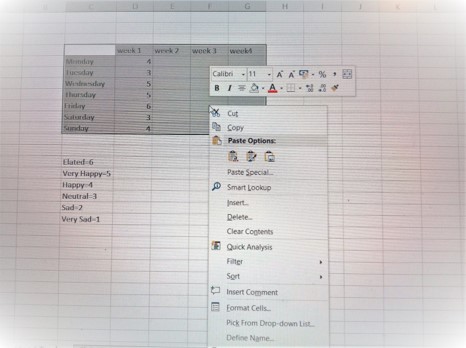 C D E F G H I J K
week 1 week 2 week 3 week4
Monday 4
Tuesday 3
Wednesday 5
Thursday 5
Friday 6
Saturday 3
Sunday 4
Elated=6
Very Happy=5
Happy=4
Neutral=3
Sad=2
Very Sad=1
Calibri 11 A A % ,
B I A
Cut
Copy
Paste Options:
Paste Special...
Smart Lookup
Insert...
Delete...
Clear Contents
Quick Analysis
Filter
Sort
Insert Comment
Format Cells...
Pick From Drop-down List...
Define Name...